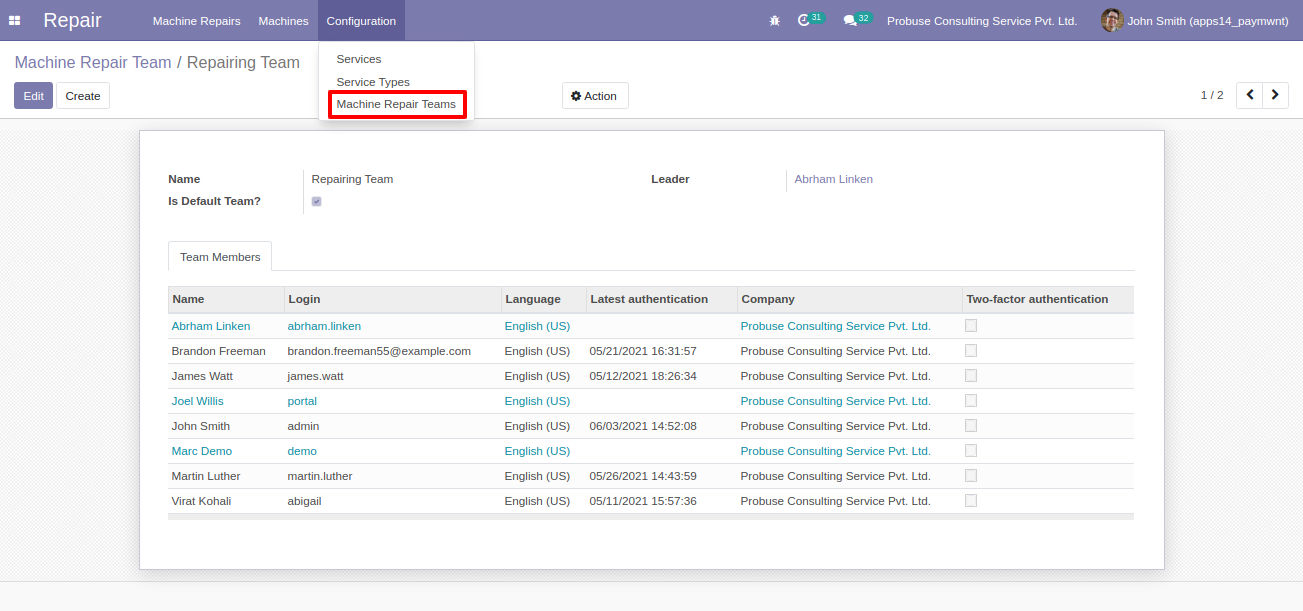 Repair Machine Repairs Machines Configuration 31 32 Probuse Consulting Service Pvt. Ltd. John Smith (apps14_paymwnt)
Machine Repair Team / Repairing Team
Services
Service Types
Machine Repair Teams
Edit Create Action 1 / 2
Name Repairing Team Leader Abrham Linken
Is Default Team?
Team Members
Name Login Language Latest authentication Company Two-factor authentication
Abrham Linken abrham.linken English (US) Probuse Consulting Service Pvt. Ltd.
Brandon Freeman brandon.freeman55@example.com English (US) 05/21/2021 16:31:57 Probuse Consulting Service Pvt. Ltd.
James Watt james.watt English (US) 05/12/2021 18:26:34 Probuse Consulting Service Pvt. Ltd.
Joel Willis portal English (US) Probuse Consulting Service Pvt. Ltd.
John Smith admin English (US) 06/03/2021 14:52:08 Probuse Consulting Service Pvt. Ltd.
Marc Demo demo English (US) Probuse Consulting Service Pvt. Ltd.
Martin Luther martin.luther English (US) 05/26/2021 14:43:59 Probuse Consulting Service Pvt. Ltd.
Virat Kohali abigail English (US) 05/11/2021 15:57:36 Probuse Consulting Service Pvt. Ltd.